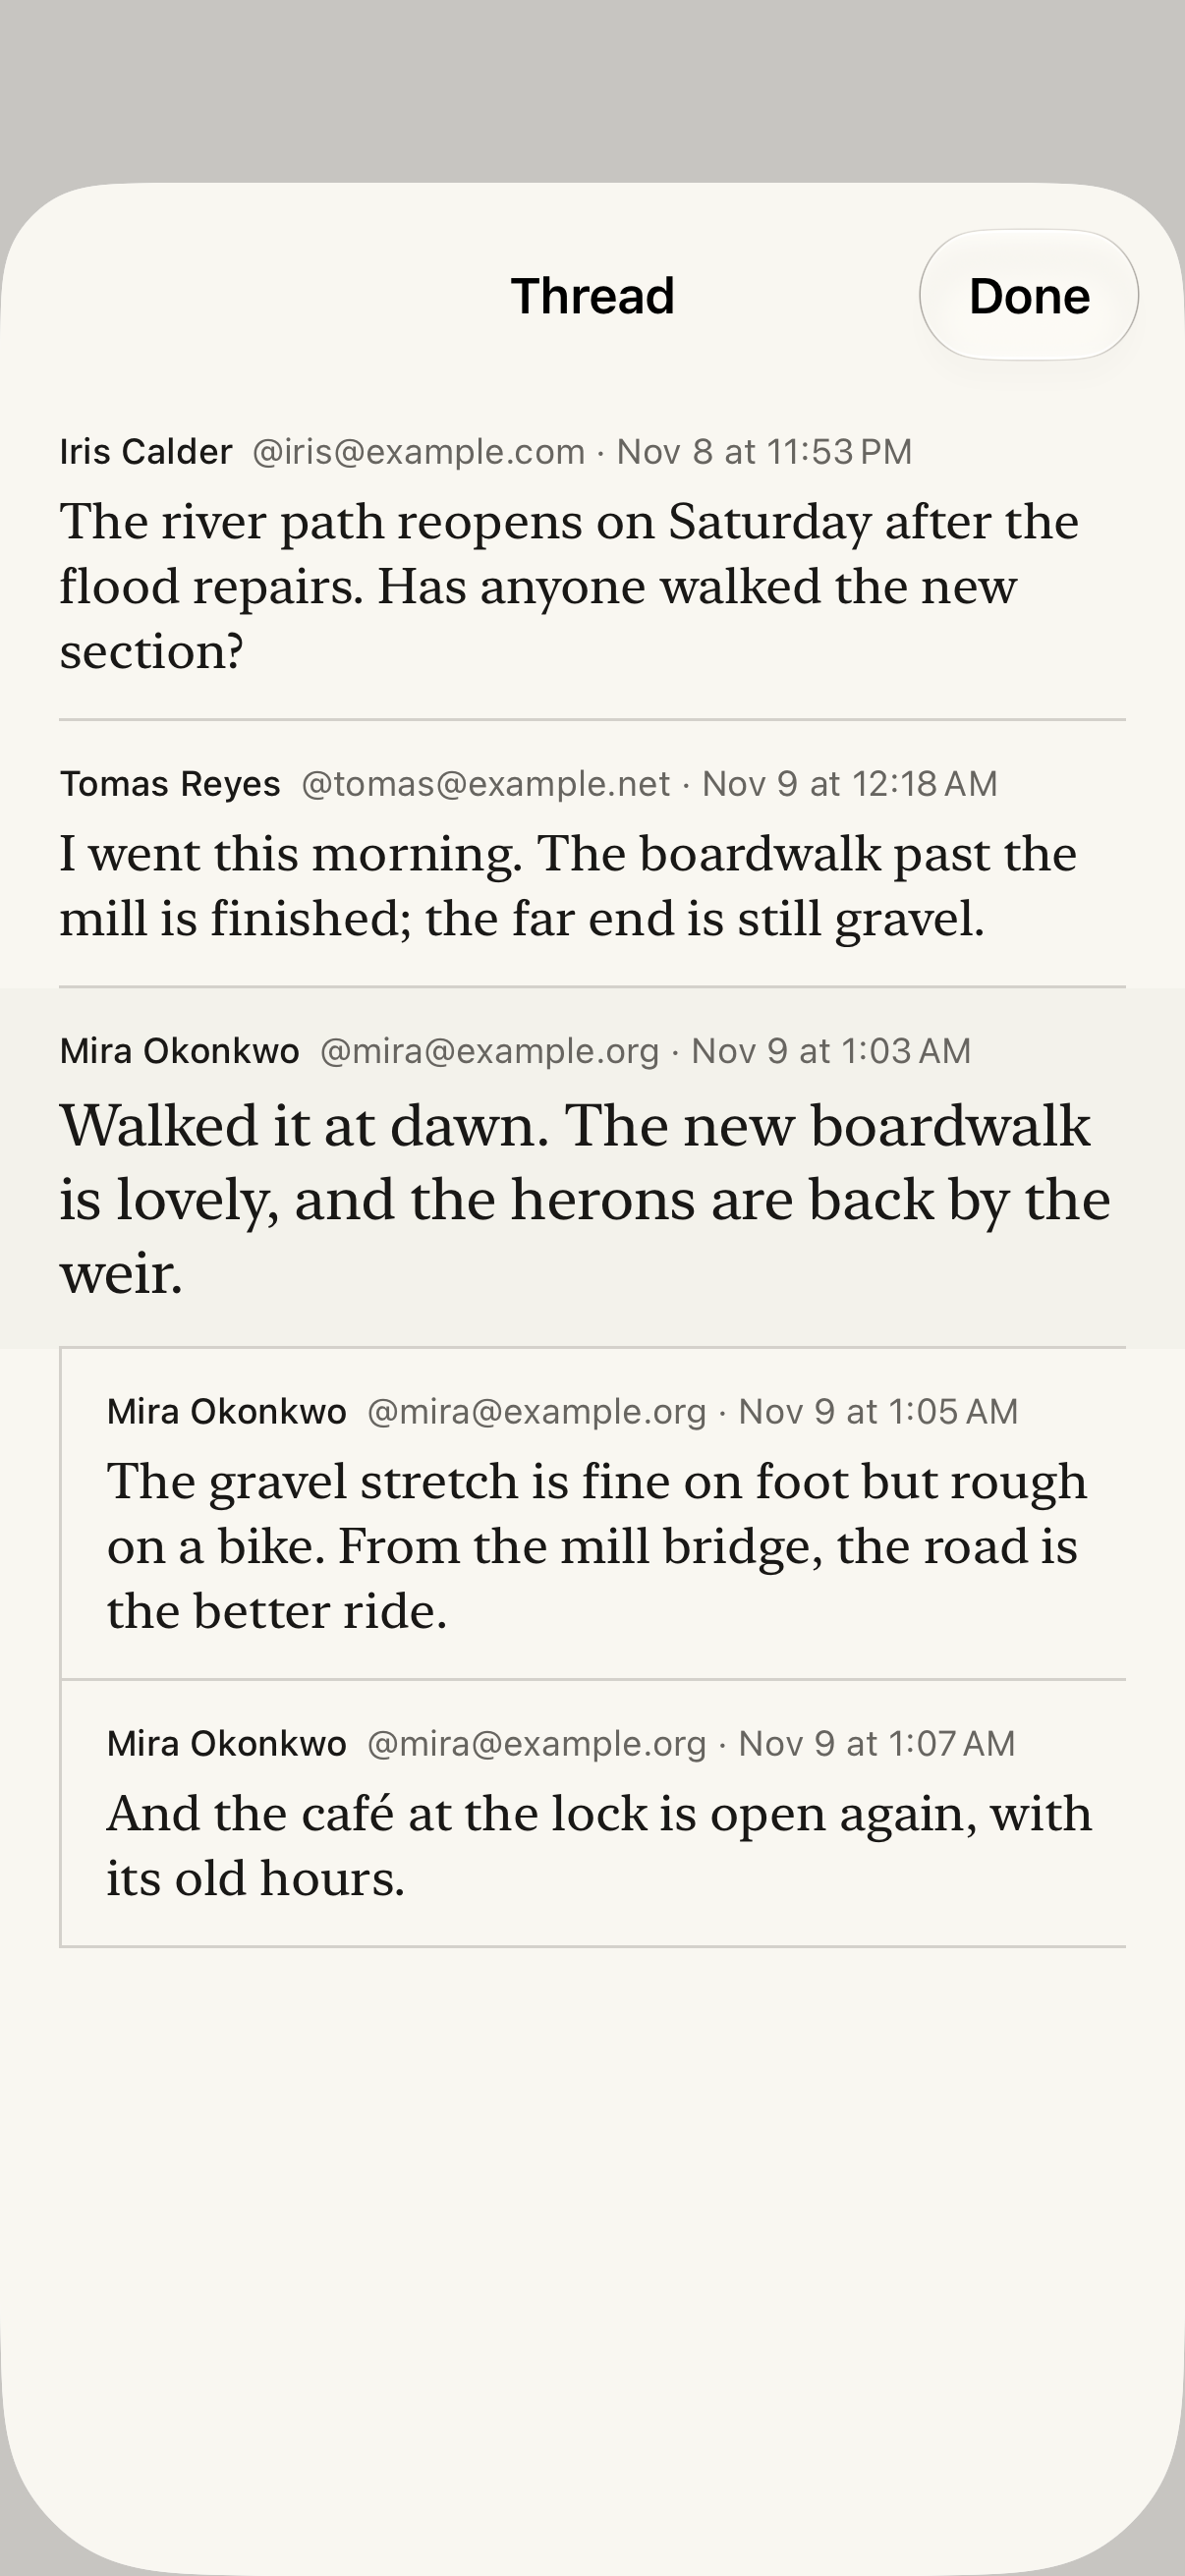 Thread
Done
Iris Calder @iris@example.com · Nov 8 at 11:53 PM
The river path reopens on Saturday after the
flood repairs. Has anyone walked the new
section?
Tomas Reyes @tomas@example.net · Nov 9 at 12:18 AM
I went this morning. The boardwalk past the
mill is finished; the far end is still gravel.
Mira Okonkwo @mira@example.org · Nov 9 at 1:03 AM
Walked it at dawn. The new boardwalk
is lovely, and the herons are back by the
weir.
Mira Okonkwo @mira@example.org · Nov 9 at 1:05 AM
The gravel stretch is fine on foot but rough
on a bike. From the mill bridge, the road is
the better ride.
Mira Okonkwo @mira@example.org · Nov 9 at 1:07 AM
And the café at the lock is open again, with
its old hours.